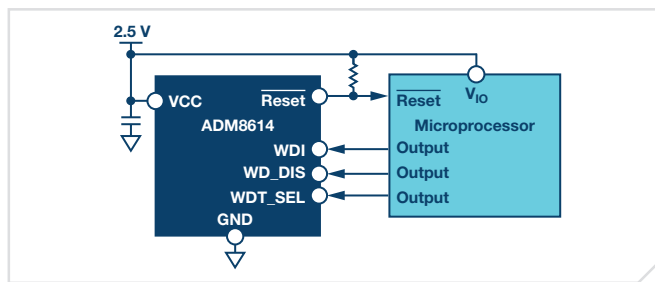 2.5 V
VCC
Reset
ADM8614
WDI
WD_DIS
WDT_SEL
GND
Reset
VIO
Microprocessor
Output
Output
Output